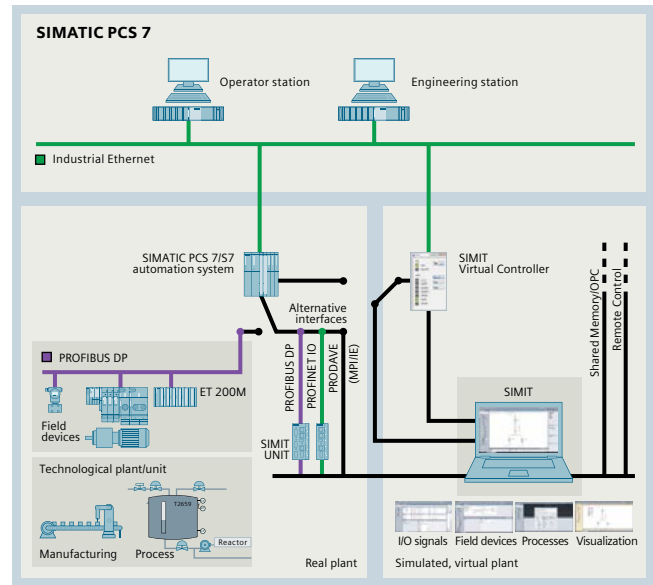 SIMATIC PCS 7
Operator station
Engineering station
Industrial Ethernet
SIMATIC PCS 7/S7
automation system
SIMIT
Virtual Controller
Alternative
interfaces
PROFIBUS DP
PROFINET IO
PRODAVE
(MPI/IE)
Shared Memory/OPC
Remote Control
PROFIBUS DP
ET 200M
Field
devices
SIMIT
UNIT
SIMIT
Technological plant/unit
T2659
Reactor
Manufacturing
Process
Real plant
I/O signals
Field devices
Processes
Visualization
Simulated, virtual plant